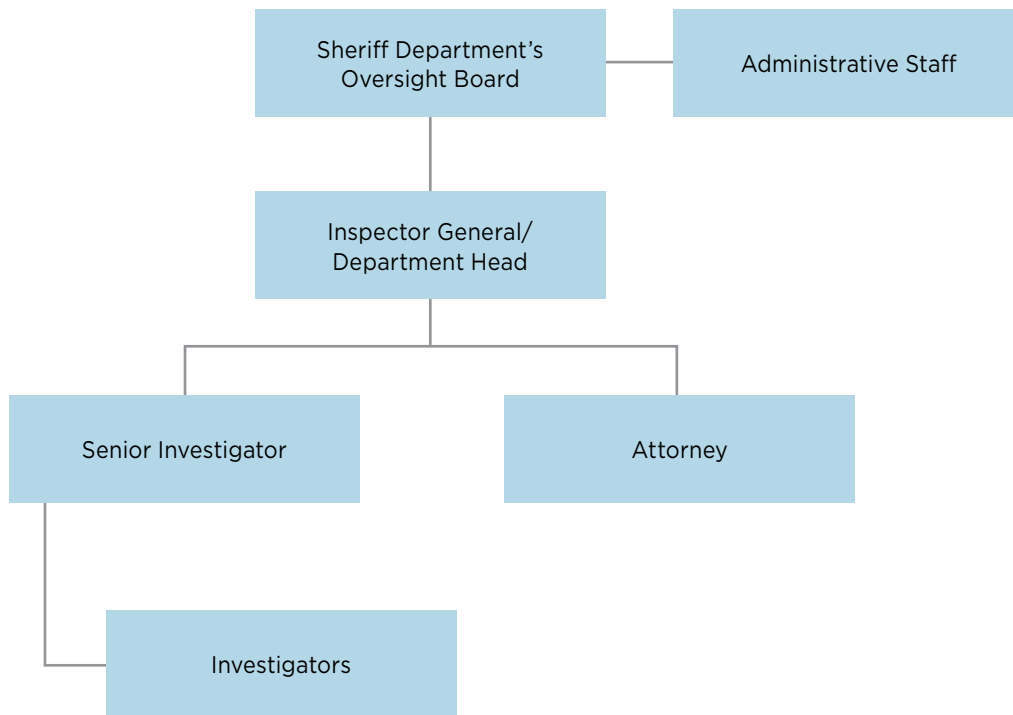 Sheriff Department’s
Oversight Board
Administrative Staff
Inspector General/
Department Head
Senior Investigator
Attorney
Investigators